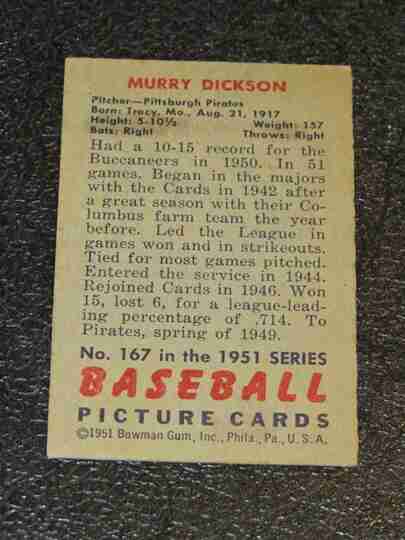 MURRY DICKSON
Pitcher—Pittsburgh Pirates
Born: Tracy, Mo., Aug. 21, 1917
Height: 5-10½ Weight: 157
Bats: Right Throws: Right
Had a 10-15 record for the
Buccaneers in 1950. In 51
games. Began in the majors
with the Cards in 1942 after
a great season with their Co-
lumbus farm team the year
before. Led the League in
games won and in strikeouts.
Tied for most games pitched.
Entered the service in 1944.
Rejoined Cards in 1946. Won
15, lost 6, for a league-lead-
ing percentage of .714. To
Pirates, spring of 1949.
No. 167 in the 1951 SERIES
BASEBALL
PICTURE CARDS
©1951 Bowman Gum, Inc., Phila., Pa., U. S. A.